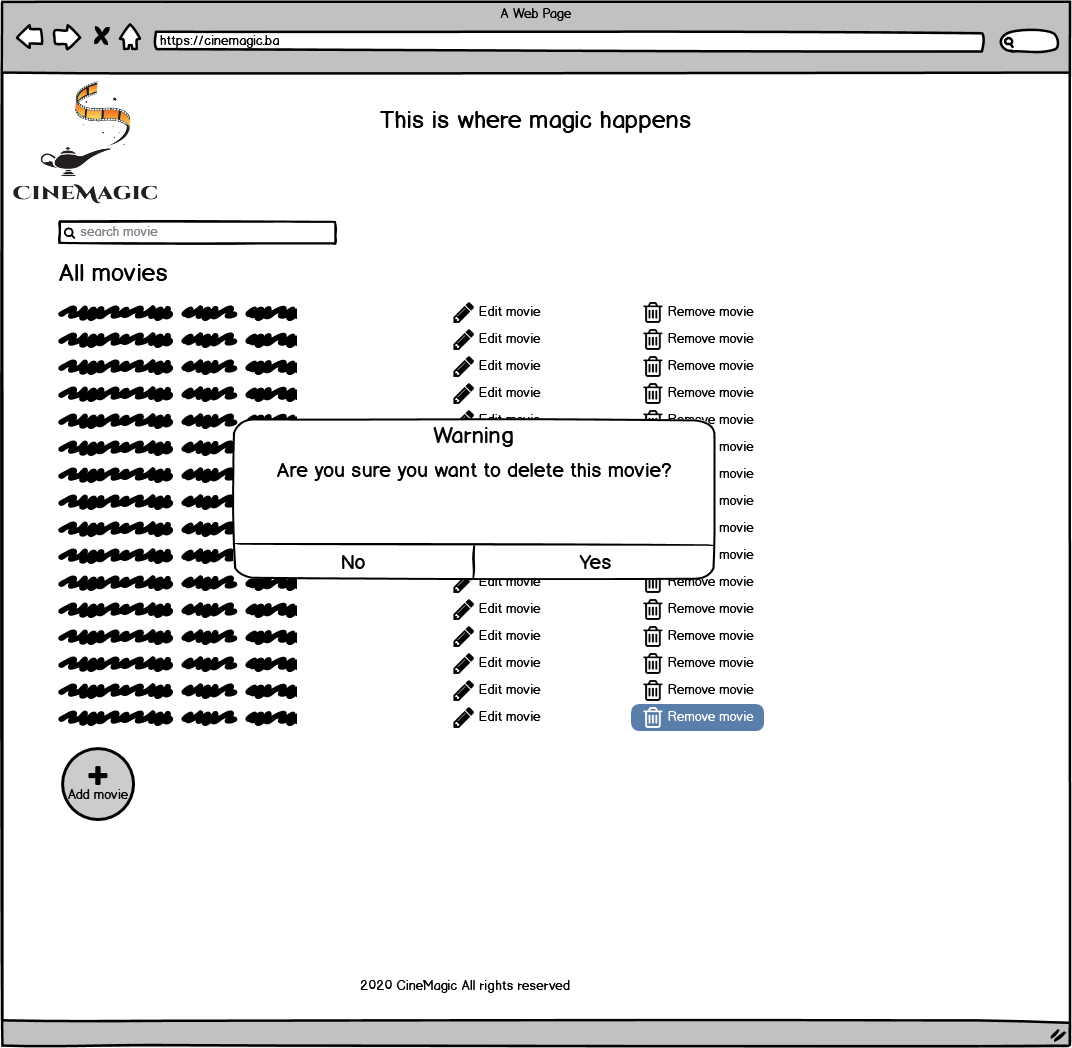 A Web Page
https://cinemagic.ba
This is where magic happens
CINEMAGIC
search movie
All movies
Edit movie Remove movie
Edit movie Remove movie
Edit movie Remove movie
Edit movie Remove movie
Edit movie Remove movie
Warning
movie
Are you sure you want to delete this movie?
movie
movie
movie
movie
No Yes
Edit movie Remove movie
Edit movie Remove movie
Edit movie Remove movie
Edit movie Remove movie
Edit movie Remove movie
Edit movie Remove movie
Add movie
2020 CineMagic All rights reserved